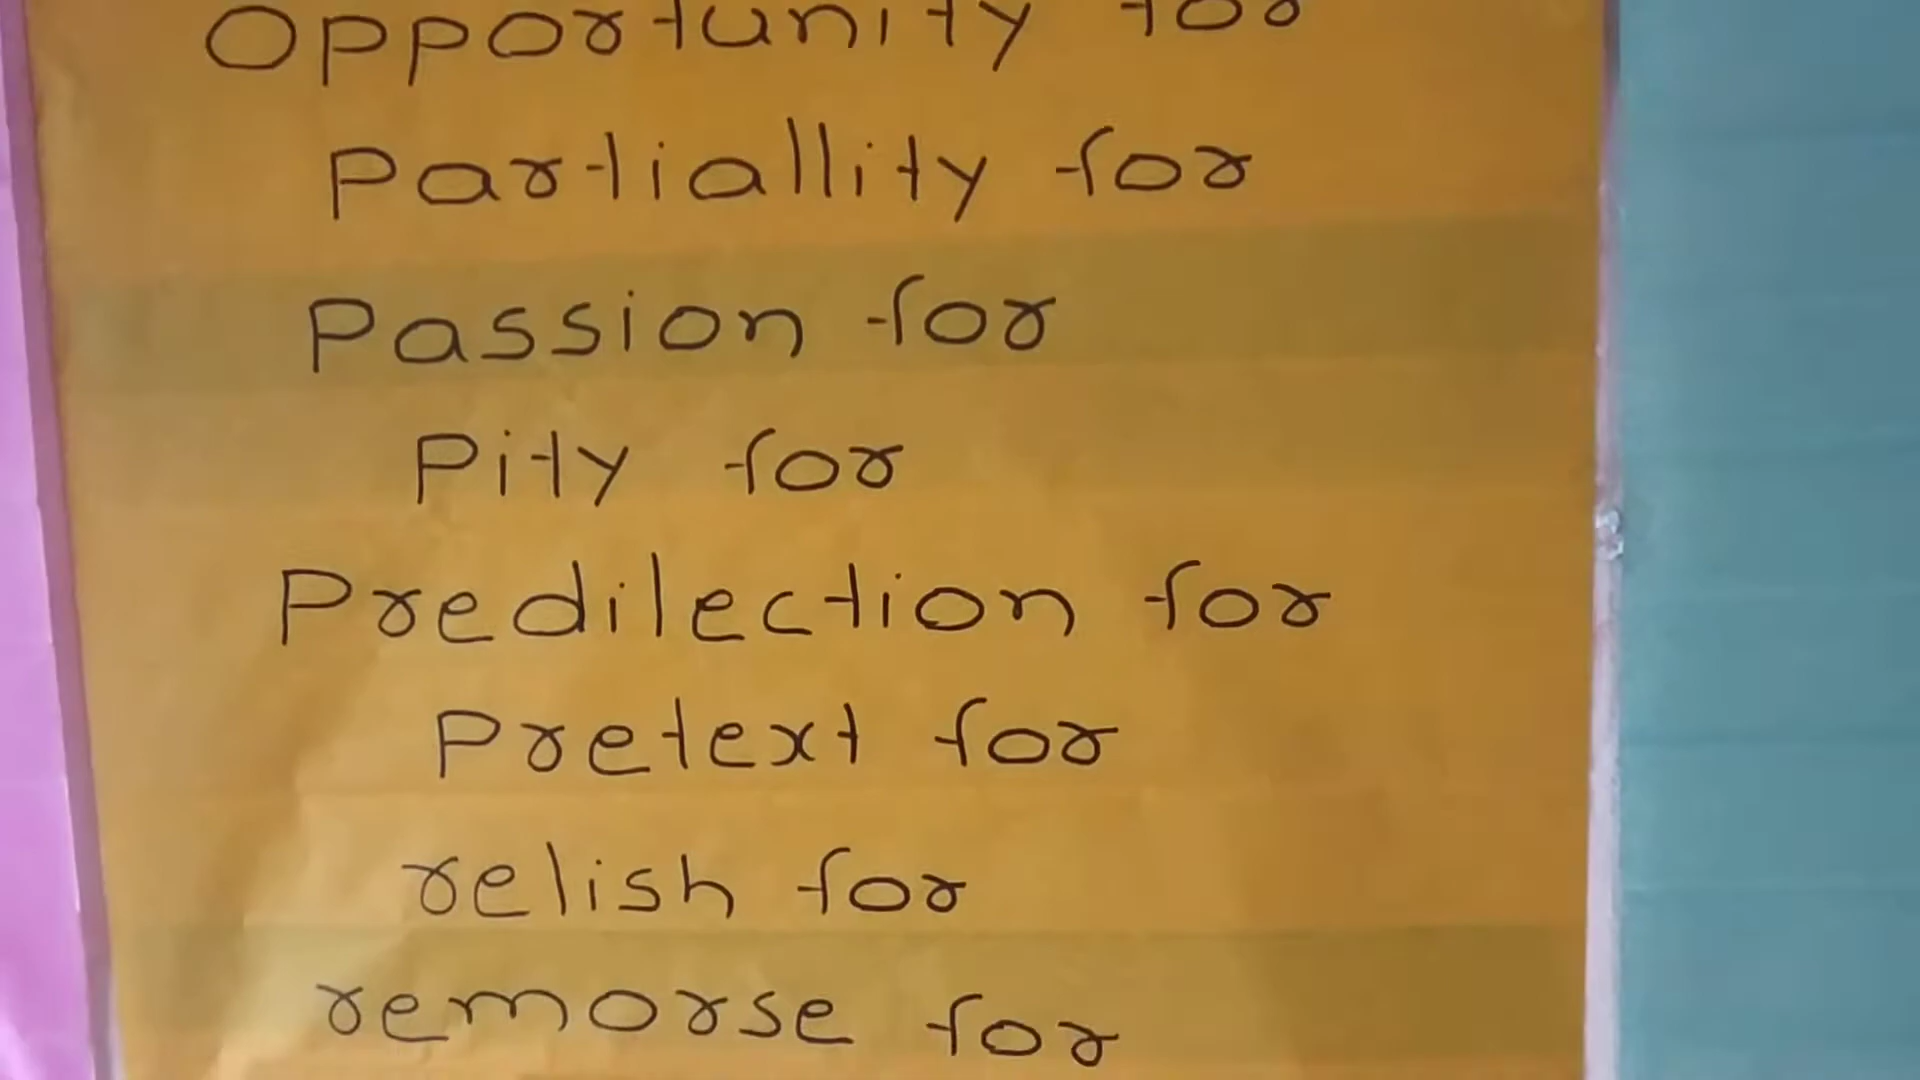 Opportunity for
Partiallity for
Passion for
Pity for
Predilection for
Pretext for
relish for
remorse for